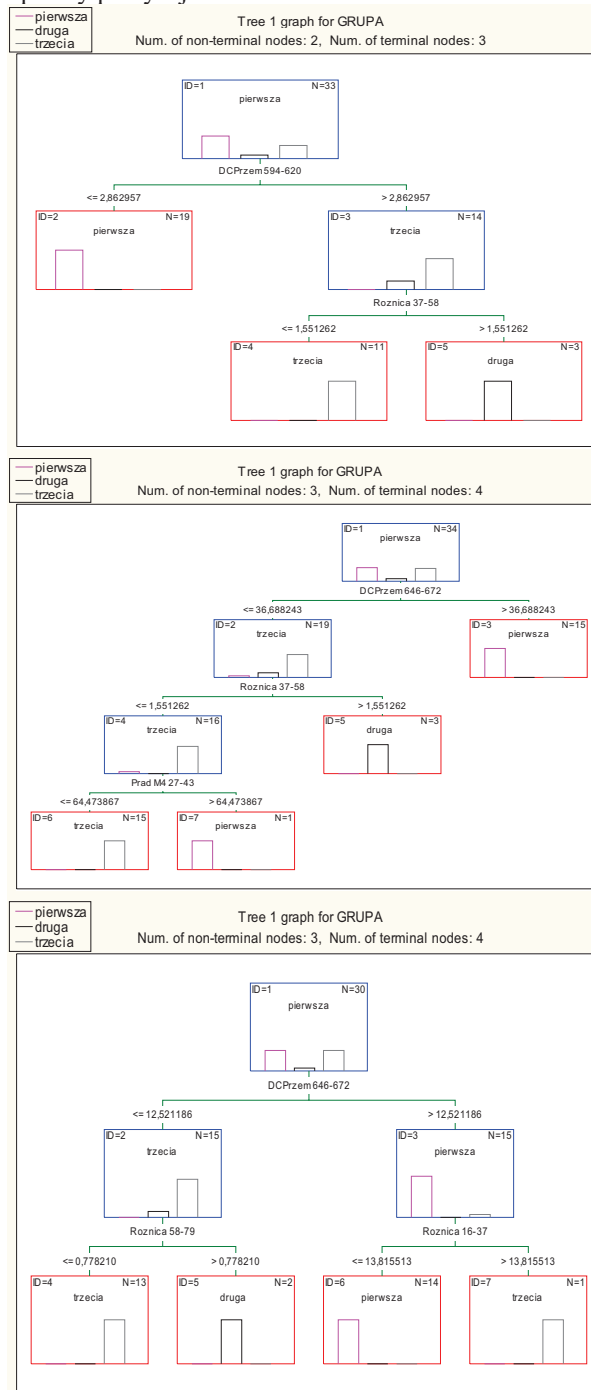 pierwsza
druga
trzecia
Tree 1 graph for GRUPA
Num. of non-terminal nodes: 2, Num. of terminal nodes: 3
ID=1 N=33
pierwsza
DCPrzem 594-620
<= 2,862957 > 2,862957
ID=2 N=19 ID=3 N=14
pierwsza trzecia
Roznica 37-58
<= 1,551262 > 1,551262
ID=4 N=11 ID=5 N=3
trzecia druga
pierwsza
druga
trzecia
Tree 1 graph for GRUPA
Num. of non-terminal nodes: 3, Num. of terminal nodes: 4
ID=1 N=34
pierwsza
DCPrzem 646-672
<= 36,688243 > 36,688243
ID=2 N=19 ID=3 N=15
trzecia pierwsza
Roznica 37-58
<= 1,551262 > 1,551262
ID=4 N=16 ID=5 N=3
trzecia druga
Prad M4 27-43
<= 64,473867 > 64,473867
ID=6 N=15 ID=7 N=1
trzecia pierwsza
pierwsza
druga
trzecia
Tree 1 graph for GRUPA
Num. of non-terminal nodes: 3, Num. of terminal nodes: 4
ID=1 N=30
pierwsza
DCPrzem 646-672
<= 12,521186 > 12,521186
ID=2 N=15 ID=3 N=15
trzecia pierwsza
Roznica 58-79 Roznica 16-37
<= 0,778210 > 0,778210 <= 13,815513 > 13,815513
ID=4 N=13 ID=5 N=2 ID=6 N=14 ID=7 N=1
trzecia druga pierwsza trzecia